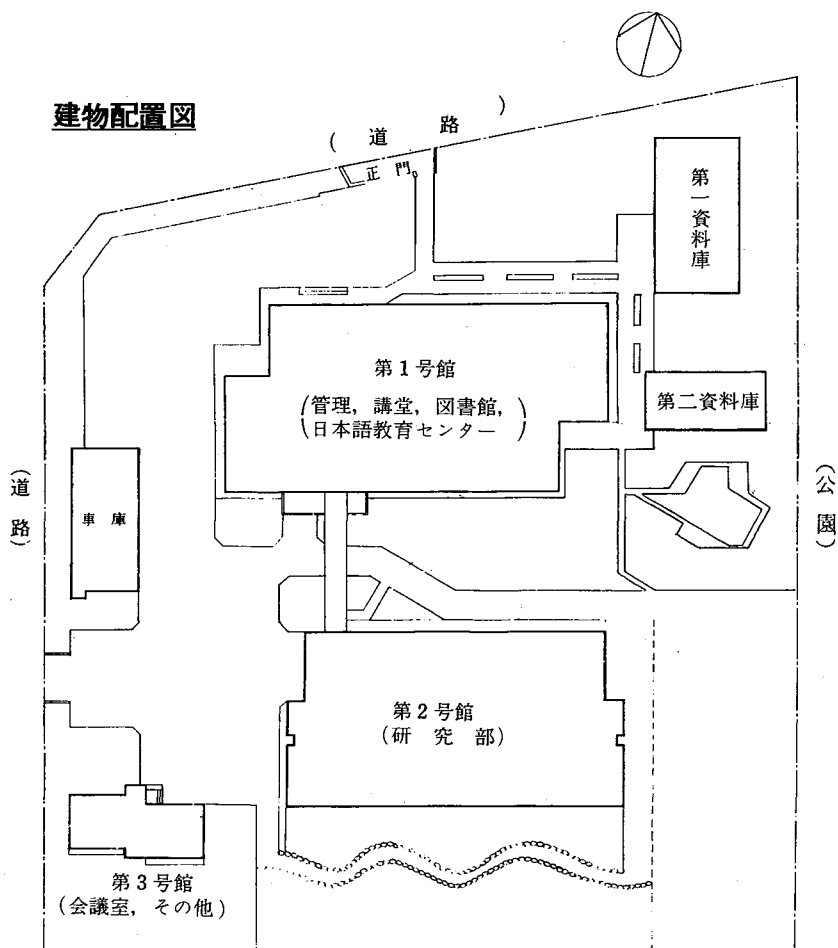 建物配置図
(道路)
正門
第一資料庫
第1号館
(管理, 講堂, 図書館,
日本語教育センター)
第二資料庫
(道路)
車庫
(公園)
第2号館
(研究部)
第3号館
(会議室, その他)